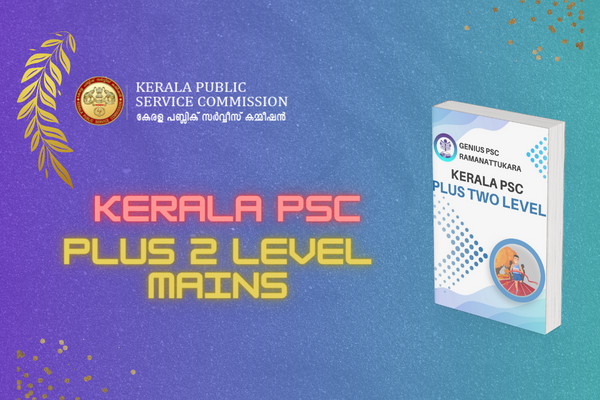 KERALA PUBLIC
SERVICE COMMISSION
കേരള പബ്ലിക് സർവ്വീസ് കമ്മീഷൻ
KERALA PSC
PLUS 2 LEVEL
MAINS
GENIUS PSC
RAMANATTUKARA
KERALA PSC
PLUS TWO LEVEL